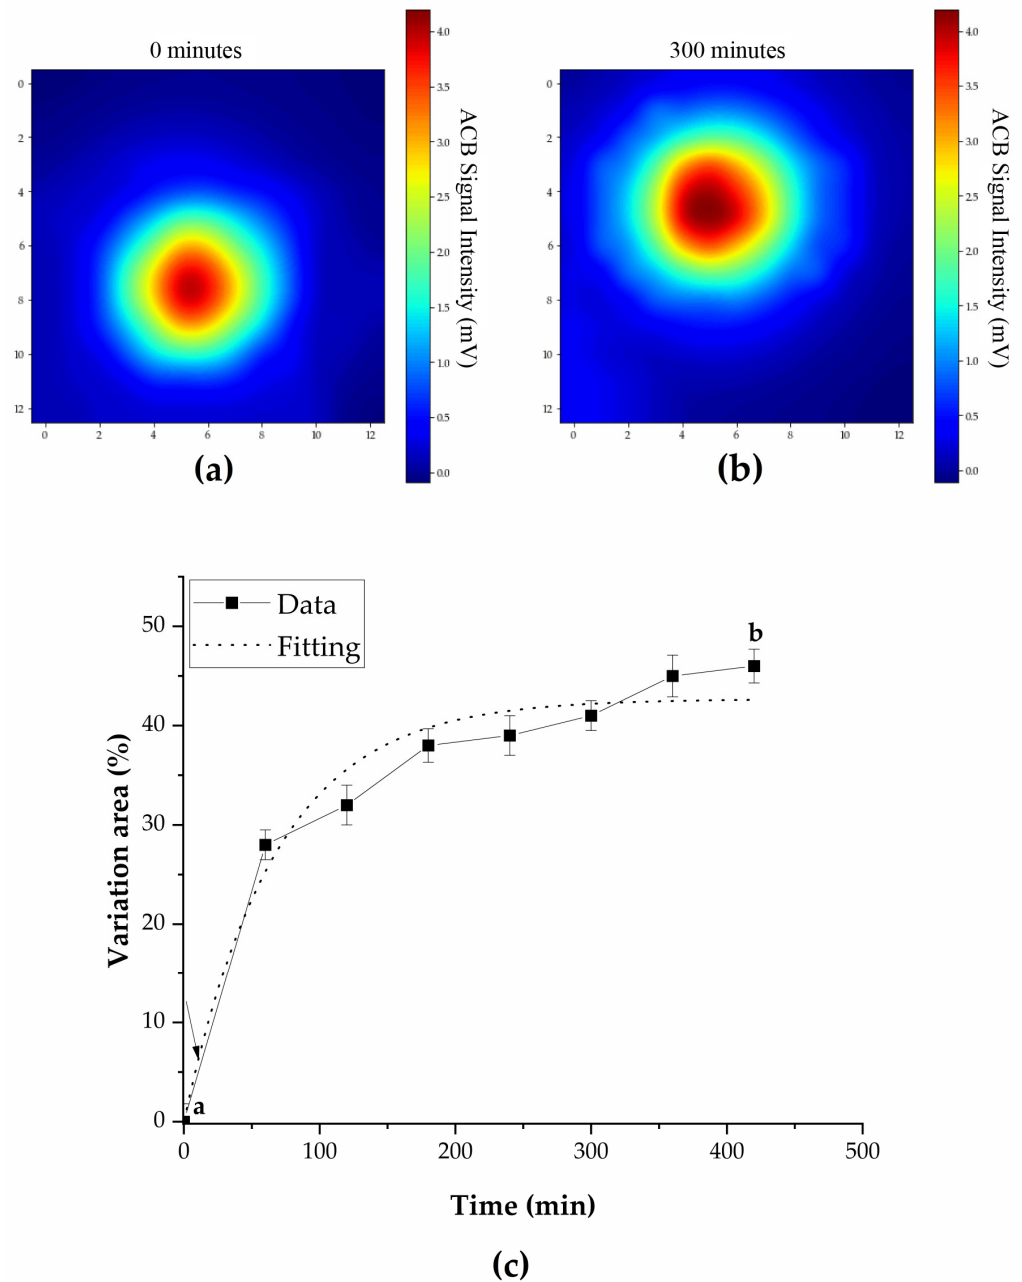 0 minutes
300 minutes
0
2
4
6
8
10
12
0 2 4 6 8 10 12
4.0
3.5
3.0
2.5
2.0
1.5
1.0
0.5
0.0
ACB Signal Intensity (mV)
(a)
0
2
4
6
8
10
12
0 2 4 6 8 10 12
4.0
3.5
3.0
2.5
2.0
1.5
1.0
0.5
0.0
ACB Signal Intensity (mV)
(b)
Data
Fitting
b
a
50
40
30
20
10
0
Variation area (%)
0 100 200 300 400 500
Time (min)
(c)